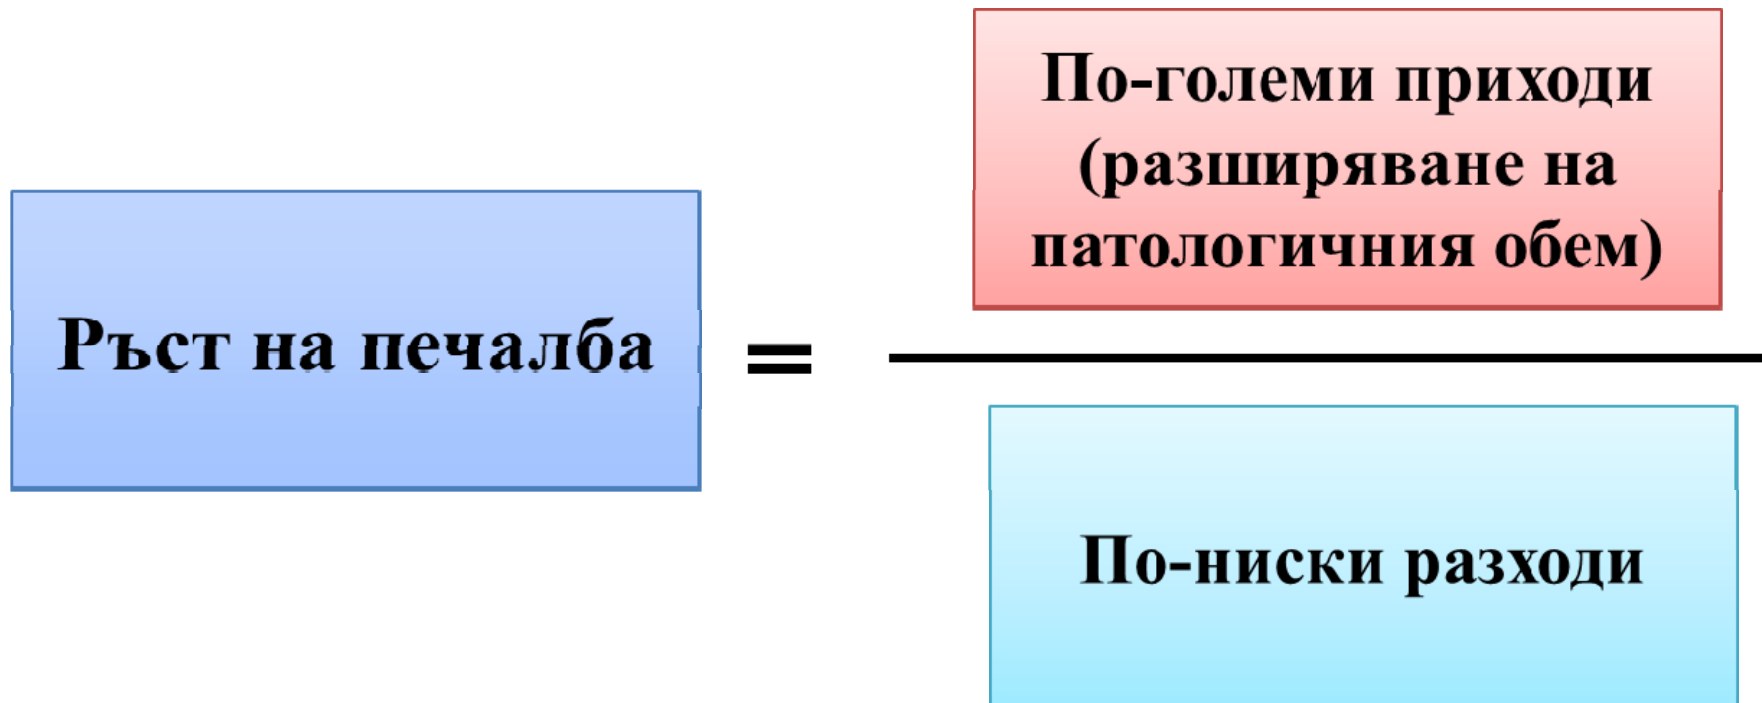 Ръст на печалба
=
По-големи приходи
(разширяване на
патологичния обем)
По-ниски разходи